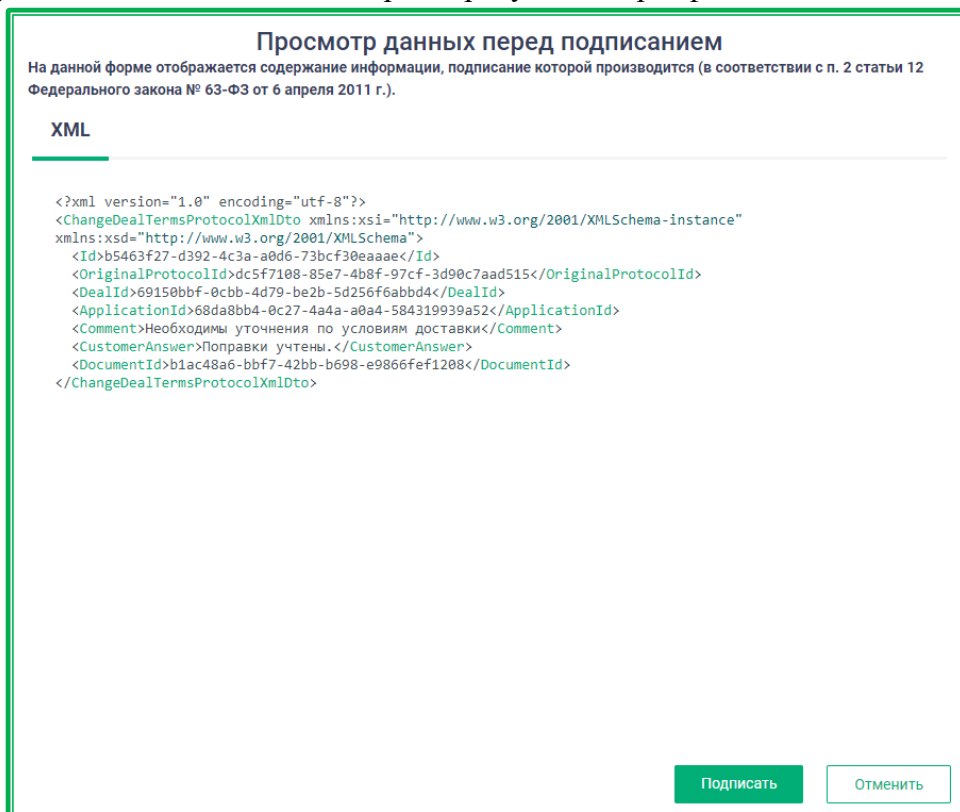 Просмотр данных перед подписанием
На данной форме отображается содержание информации, подписание которой производится (в соответствии с п. 2 статьи 12
Федерального закона № 63-ФЗ от 6 апреля 2011 г.).
XML
<?xml version="1.0" encoding="utf-8"?>
<ChangeDealTermsProtocolXmlDto xmlns:xsi="http://www.w3.org/2001/XMLSchema-instance"
xmlns:xsd="http://www.w3.org/2001/XMLSchema">
<Id>b5463f27-d392-4c3a-a0d6-73bcf30eaaae</Id>
<OriginalProtocolId>dc5f7108-85e7-4b8f-97cf-3d90c7aad515</OriginalProtocolId>
<DealId>69150bbf-0cbb-4d79-be2b-5d256f6abbd4</DealId>
<ApplicationId>68da8bb4-0c27-4a4a-a0a4-584319939a52</ApplicationId>
<Comment>Необходимы уточнения по условиям доставки</Comment>
<CustomerAnswer>Поправки учтены.</CustomerAnswer>
<DocumentId>b1ac48a6-bbf7-42bb-b698-e9866fef1208</DocumentId>
</ChangeDealTermsProtocolXmlDto>
Подписать
Отменить